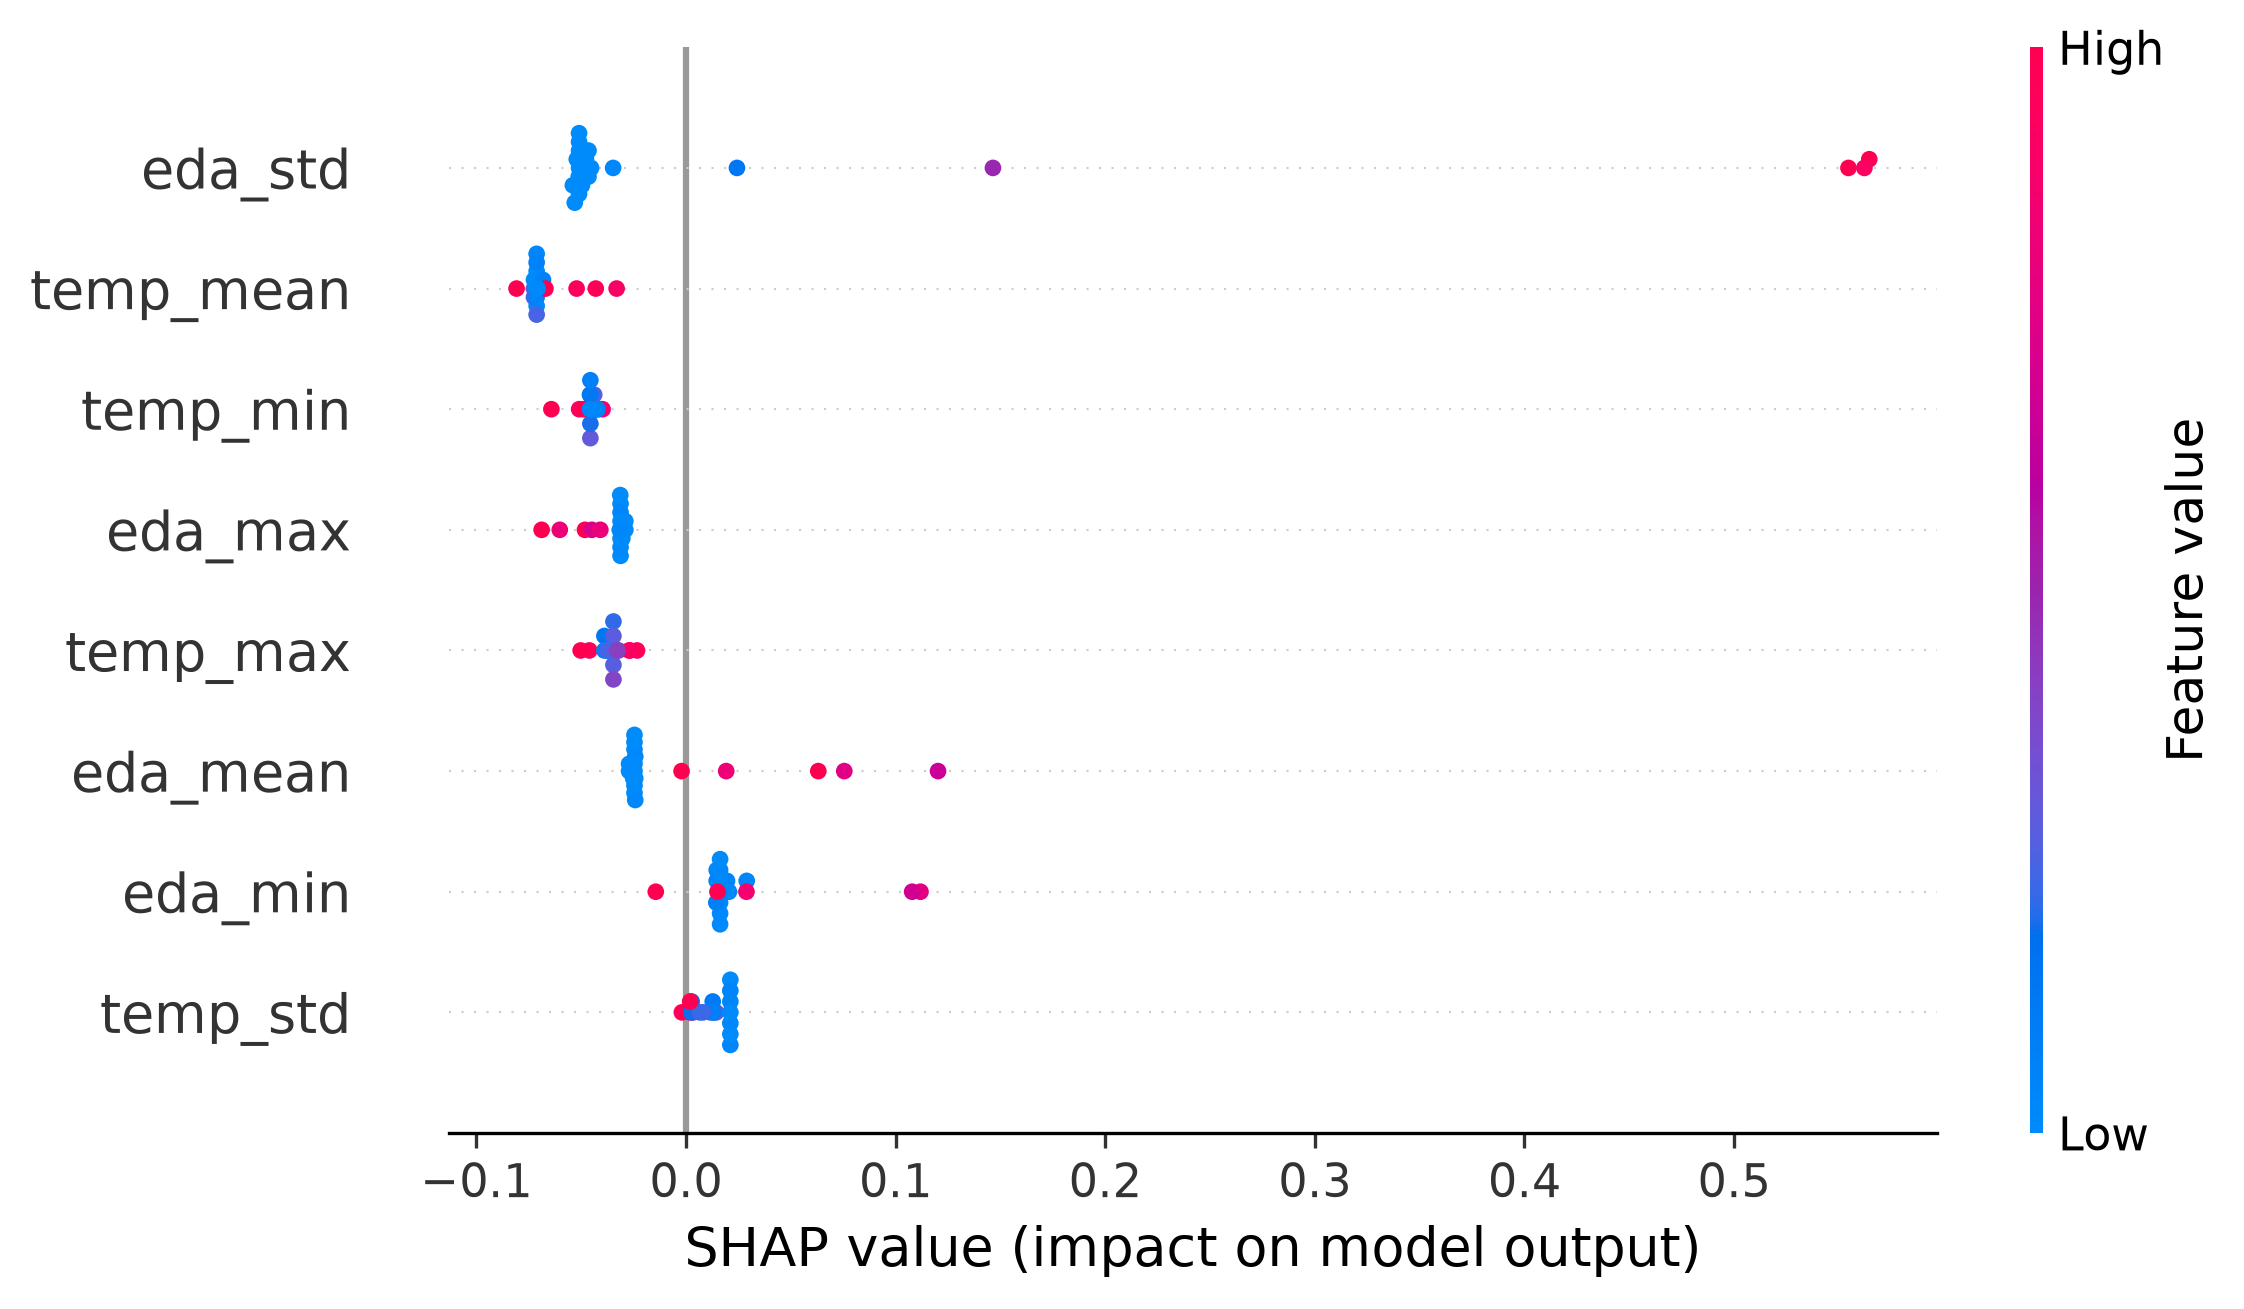 High
eda_std
temp_mean
temp_min
eda_max
temp_max
eda_mean
eda_min
temp_std
Feature value
Low
−0.1 0.0 0.1 0.2 0.3 0.4 0.5
SHAP value (impact on model output)